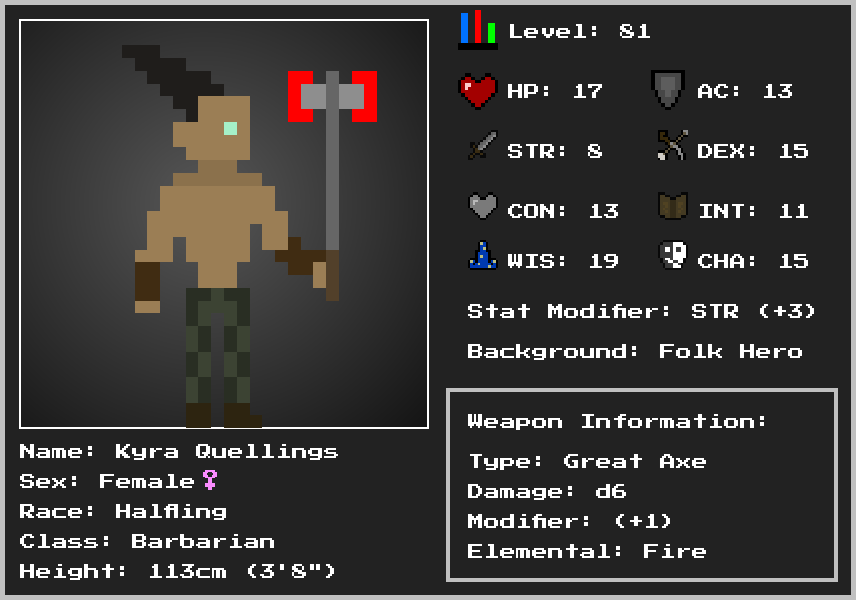 Level: 81
HP: 17 AC: 13
STR: 8 DEX: 15
CON: 13 INT: 11
WIS: 19 CHA: 15
Stat Modifier: STR (+3)
Background: Folk Hero
Weapon Information:
Type: Great Axe
Damage: d6
Modifier: (+1)
Elemental: Fire
Name: Kyra Quellings
Sex: Female♀
Race: Halfling
Class: Barbarian
Height: 113cm (3'8")